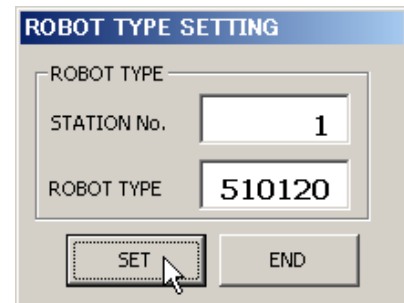 ROBOT TYPE SETTING
ROBOT TYPE
STATION No. 1
ROBOT TYPE 510120
SET END